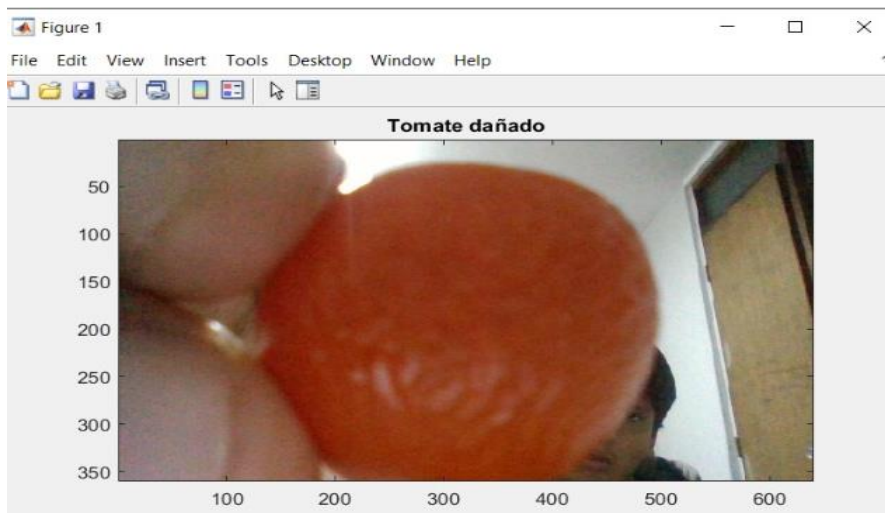 Figure 1
File Edit View Insert Tools Desktop Window Help
Tomate dañado
50
100
150
200
250
300
350
100 200 300 400 500 600